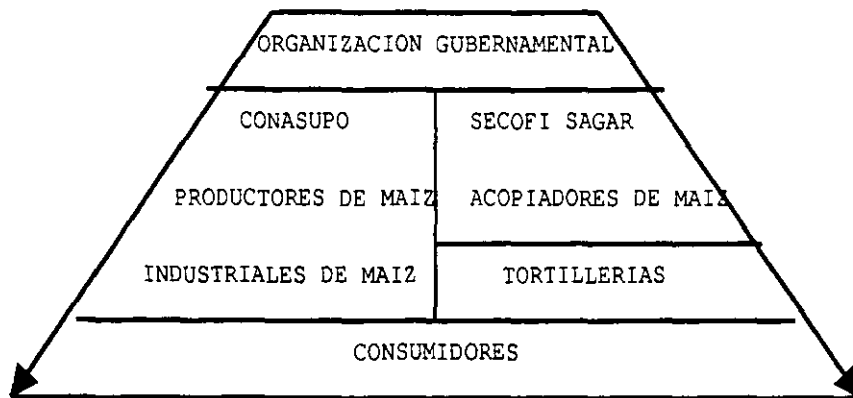 ORGANIZACION GUBERNAMENTAL
CONASUPO
SECOFI SAGAR
PRODUCTORES DE MAIZ
ACOPIADORES DE MAIZ
INDUSTRIALES DE MAIZ
TORTILLERIAS
CONSUMIDORES